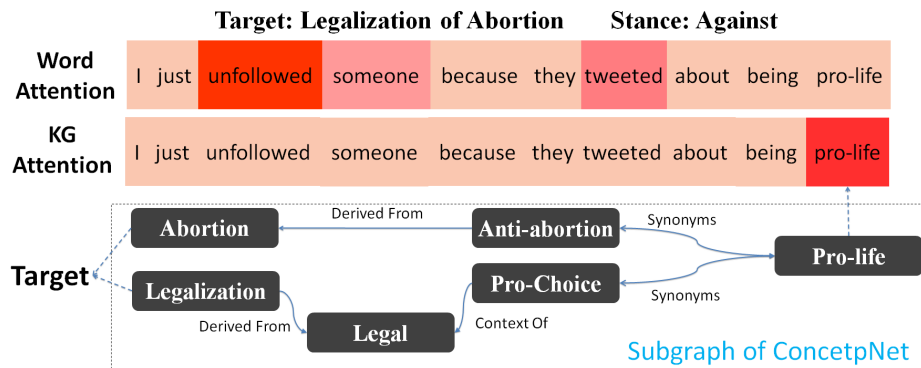 Target: Legalization of Abortion Stance: Against
Word Attention
I just unfollowed someone because they tweeted about being pro-life
KG Attention
I just unfollowed someone because they tweeted about being pro-life
Derived From
Abortion Anti-abortion Synonyms
Target Pro-life
Legalization Pro-Choice Synonyms
Derived From Legal Context Of
Subgraph of ConcetpNet